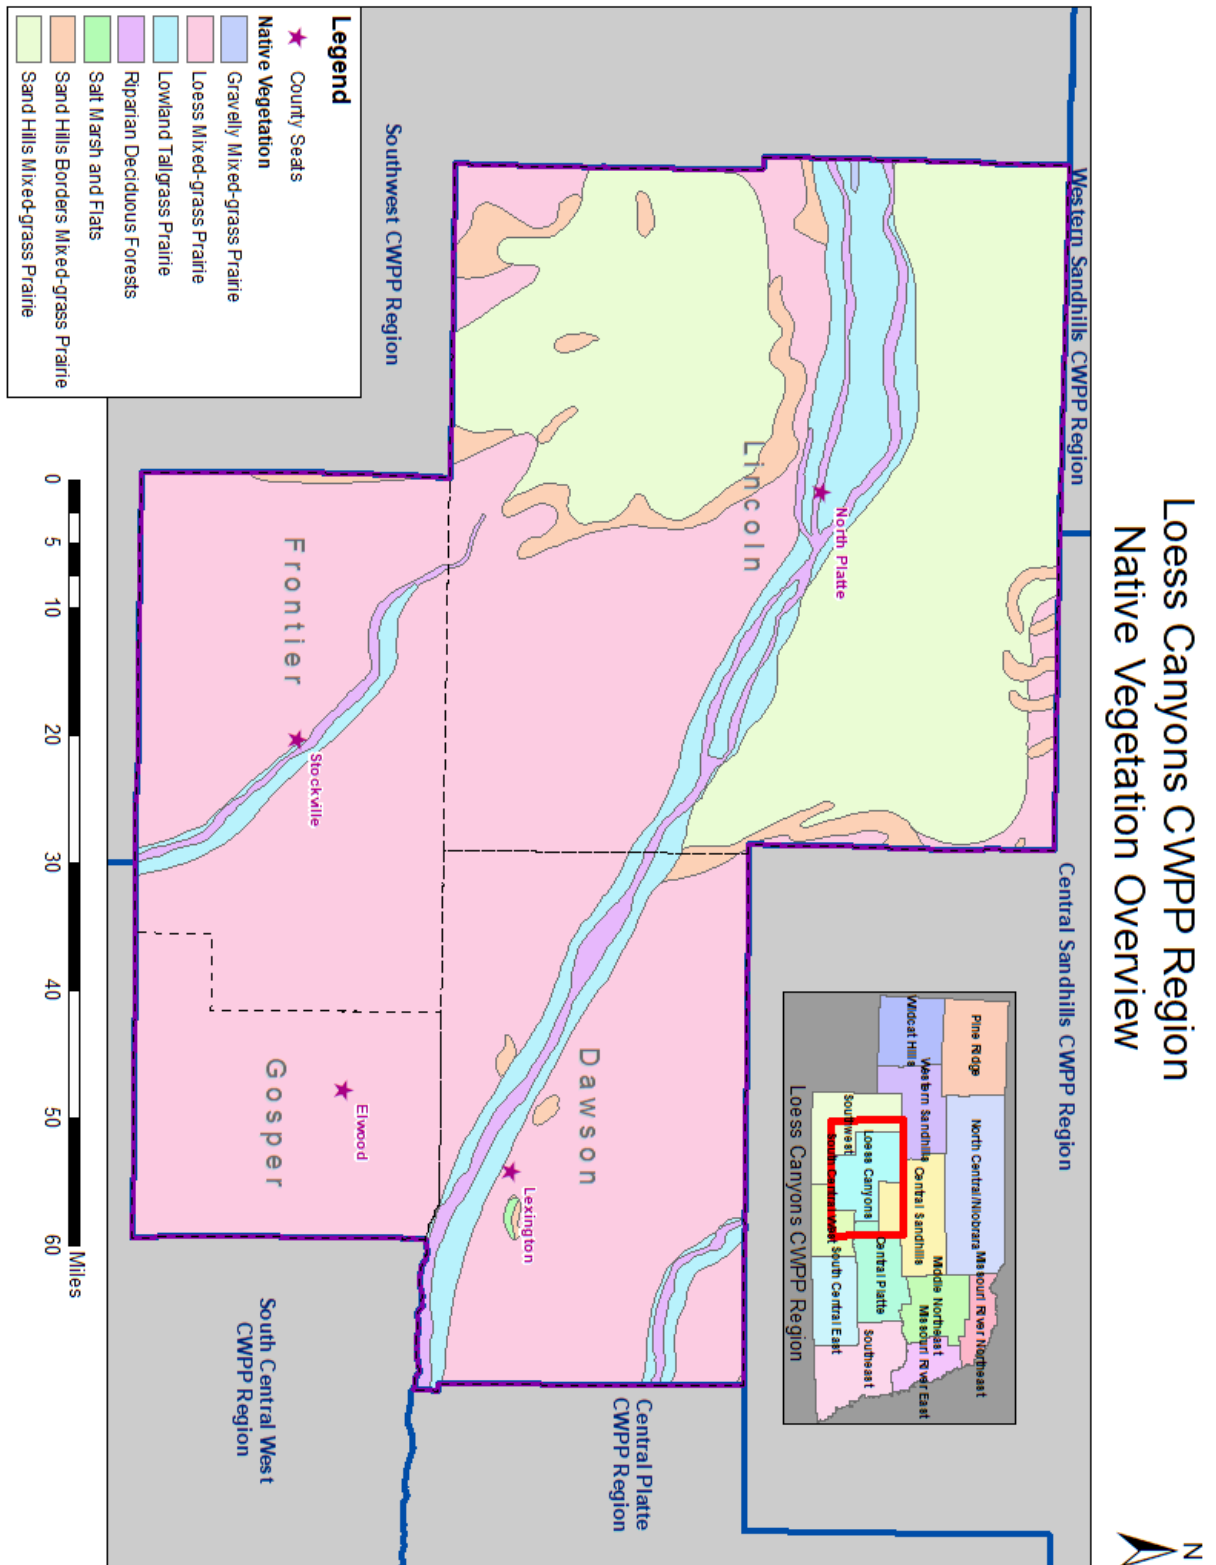 Loess Canyons CWPP Region
Native Vegetation Overview
N
Western Sandhills CWPP Region
Central Sandhills CWPP Region
Pine Ridge
North Central/Niobrara
Missouri River Northeast
Wildcat Hills
Western Sandhills
Central Sandhills
Middle Northeast
Missouri River East
Southwest
Loess Canyons
Central Platte
Southeast
South Central West
South Central East
Loess Canyons CWPP Region
North Platte
Lincoln
Dawson
Lexington
Central Platte
CWPP Region
Southwest CWPP Region
Legend
County Seats
Native Vegetation
Gravelly Mixed-grass Prairie
Loess Mixed-grass Prairie
Lowland Tallgrass Prairie
Riparian Deciduous Forests
Salt Marsh and Flats
Sand Hills Borders Mixed-grass Prairie
Sand Hills Mixed-grass Prairie
Frontier
Stockville
Elwood
Gosper
South Central West
CWPP Region
0 5 10 20 30 40 50 60
Miles